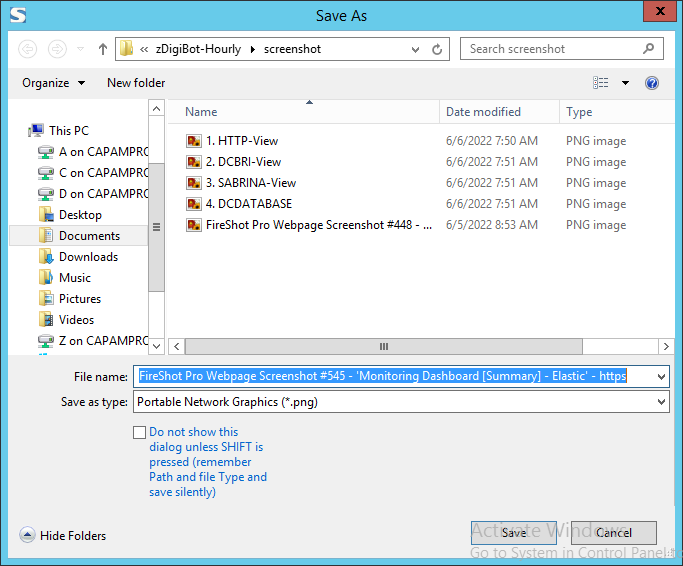 Save As
« zDigiBot-Hourly screenshot
Search screenshot
Organize
New folder
Name
Date modified
Type
This PC
A on CAPAMPRO
C on CAPAMPRO
D on CAPAMPRO
Desktop
Documents
Downloads
Music
Pictures
Videos
Z on CAPAMPRO
1. HTTP-View 6/6/2022 7:50 AM PNG image
2. DCBRI-View 6/6/2022 7:51 AM PNG image
3. SABRINA-View 6/6/2022 7:51 AM PNG image
4. DCDATABASE 6/6/2022 7:51 AM PNG image
FireShot Pro Webpage Screenshot #448 - ... 6/5/2022 8:53 AM PNG image
File name: FireShot Pro Webpage Screenshot #545 - 'Monitoring Dashboard [Summary] - Elastic' - https
Save as type: Portable Network Graphics (*.png)
Do not show this
dialog unless SHIFT is
pressed (remember
Path and file Type and
save silently)
Hide Folders
Save
Cancel
Activate Windows
Go to System in Control Panel to